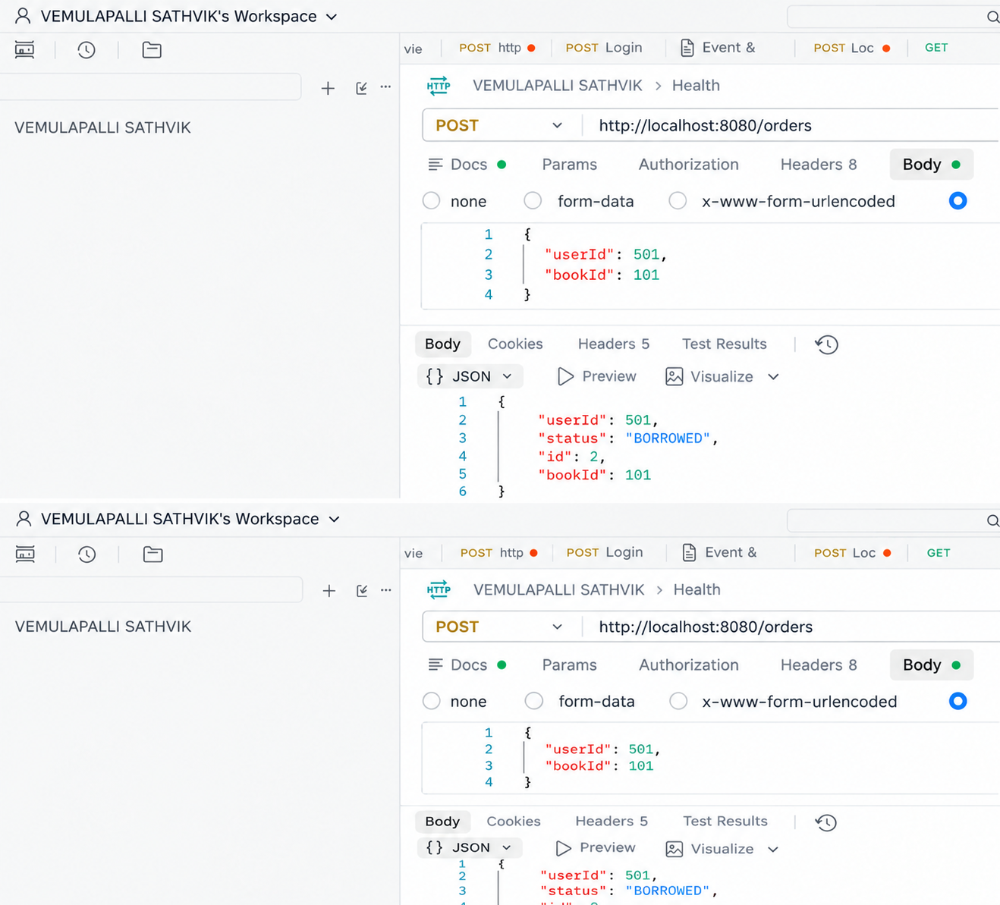 VEMULAPALLI SATHVIK's Workspace
vie POST http POST Login Event & POST Loc GET
HTTP VEMULAPALLI SATHVIK > Health
VEMULAPALLI SATHVIK
POST http://localhost:8080/orders
Docs Params Authorization Headers 8 Body
none form-data x-www-form-urlencoded
1 {
2 "userId": 501,
3 "bookId": 101
4 }
Body Cookies Headers 5 Test Results
{} JSON Preview Visualize
1 {
2 "userId": 501,
3 "status": "BORROWED",
4 "id": 2,
5 "bookId": 101
6 }
VEMULAPALLI SATHVIK's Workspace
vie POST http POST Login Event & POST Loc GET
HTTP VEMULAPALLI SATHVIK > Health
VEMULAPALLI SATHVIK
POST http://localhost:8080/orders
Docs Params Authorization Headers 8 Body
none form-data x-www-form-urlencoded
1 {
2 "userId": 501,
3 "bookId": 101
4 }
Body Cookies Headers 5 Test Results
{} JSON Preview Visualize
1 {
2 "userId": 501,
3 "status": "BORROWED",